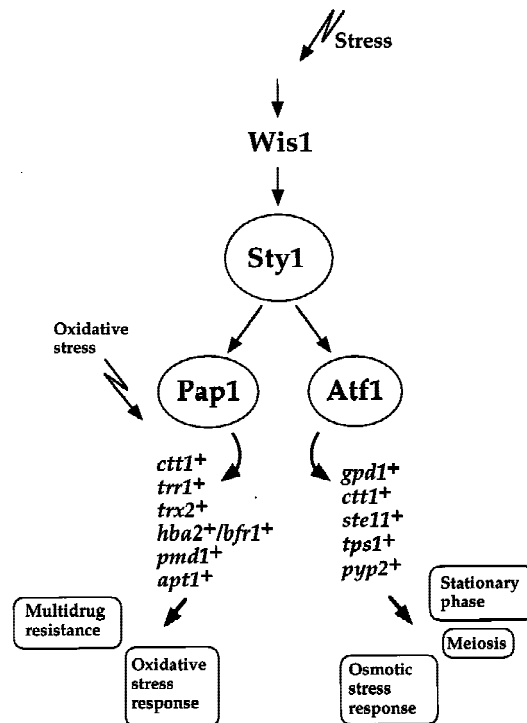 Stress
Wis1
Sty1
Oxidative
stress
Pap1
Atf1
ctt1+
trr1+
trx2+
hba2+/bfr1+
pmd1+
apt1+
gpd1+
ctt1+
ste11+
tps1+
pyp2+
Multidrug
resistance
Oxidative
stress
response
Osmotic
stress
response
Stationary
phase
Meiosis